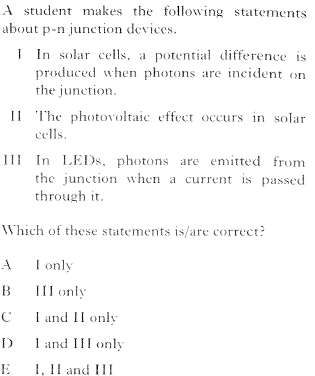 A student makes the following statements
about p-n junction devices.
I In solar cells, a potential difference is
produced when photons are incident on
the junction.
II The photovoltaic effect occurs in solar
cells.
III In LEDs, photons are emitted from
the junction when a current is passed
through it.
Which of these statements is/are correct?
A I only
B III only
C I and II only
D I and III only
E I, II and III